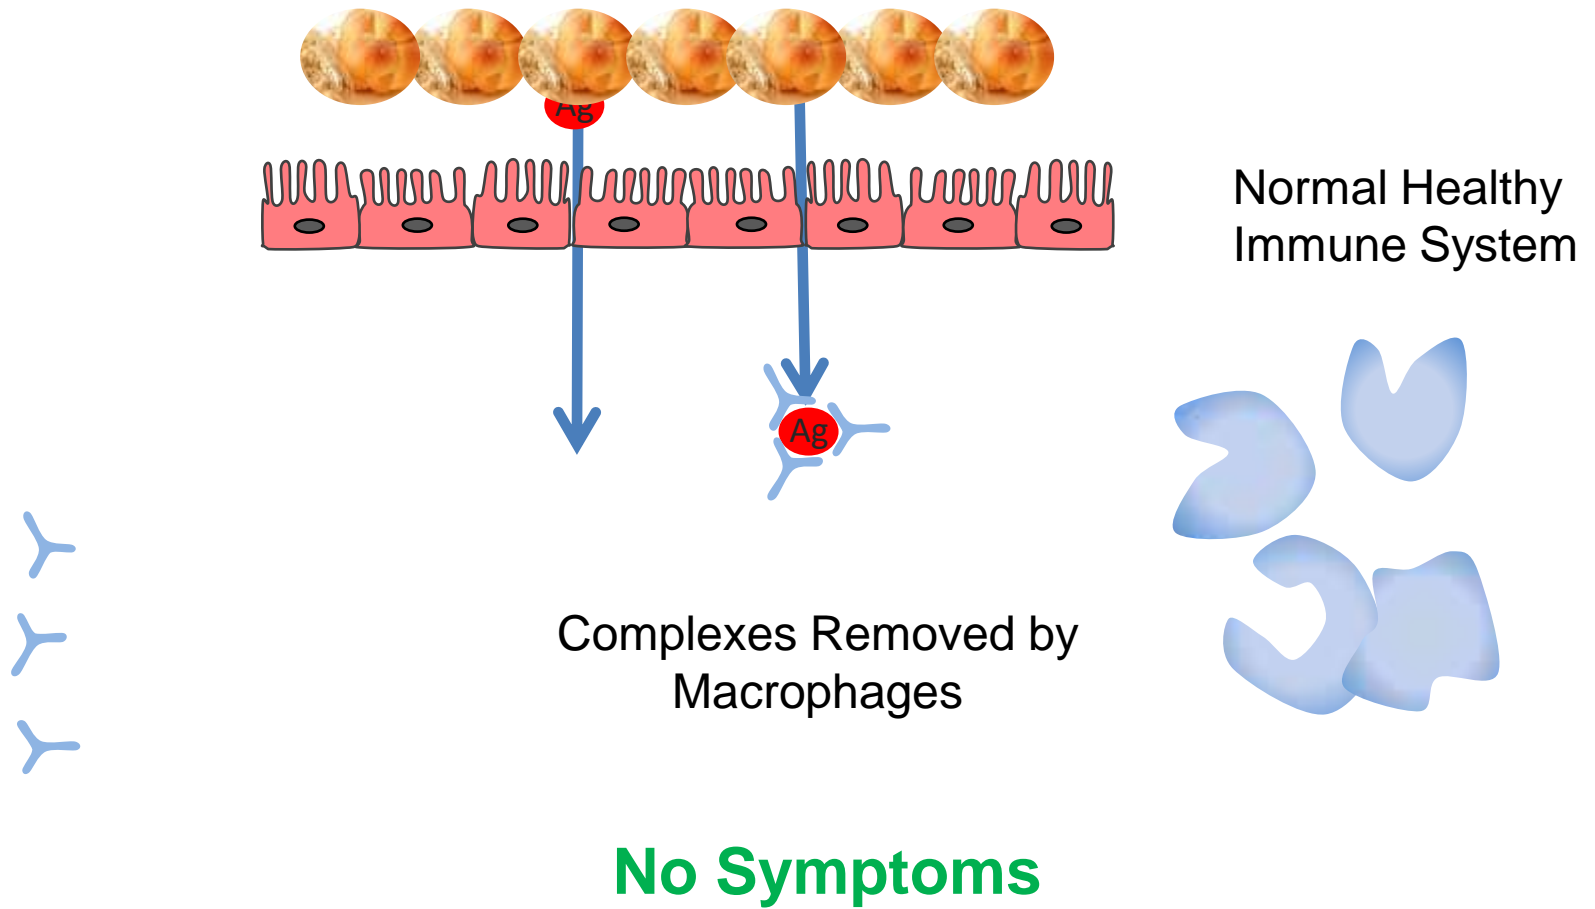 Ag
Normal Healthy
Immune System
Ag
Complexes Removed by
Macrophages
No Symptoms